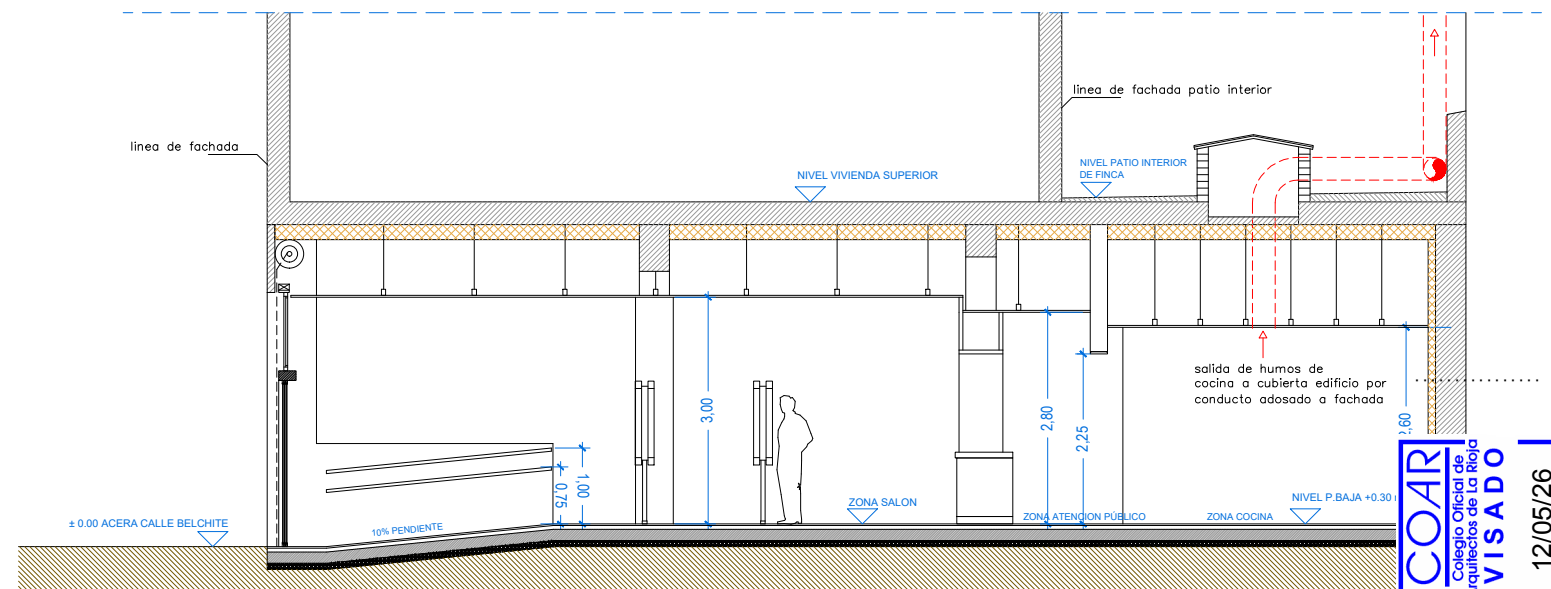 linea de fachada patio interior
linea de fachada
NIVEL VIVIENDA SUPERIOR
NIVEL PATIO INTERIOR
DE FINCA
salida de humos de
cocina a cubierta edificio por
conducto adosado a fachada
3,00
2,80
2,25
2,60
1,00
0,75
10% PENDIENTE
± 0.00 ACERA CALLE BELCHITE
ZONA SALON
ZONA ATENCION PÚBLICO
ZONA COCINA
NIVEL P.BAJA +0.30
COAR
Colegio Oficial de
rquitectos de La Rioja
VISADO
12/05/26